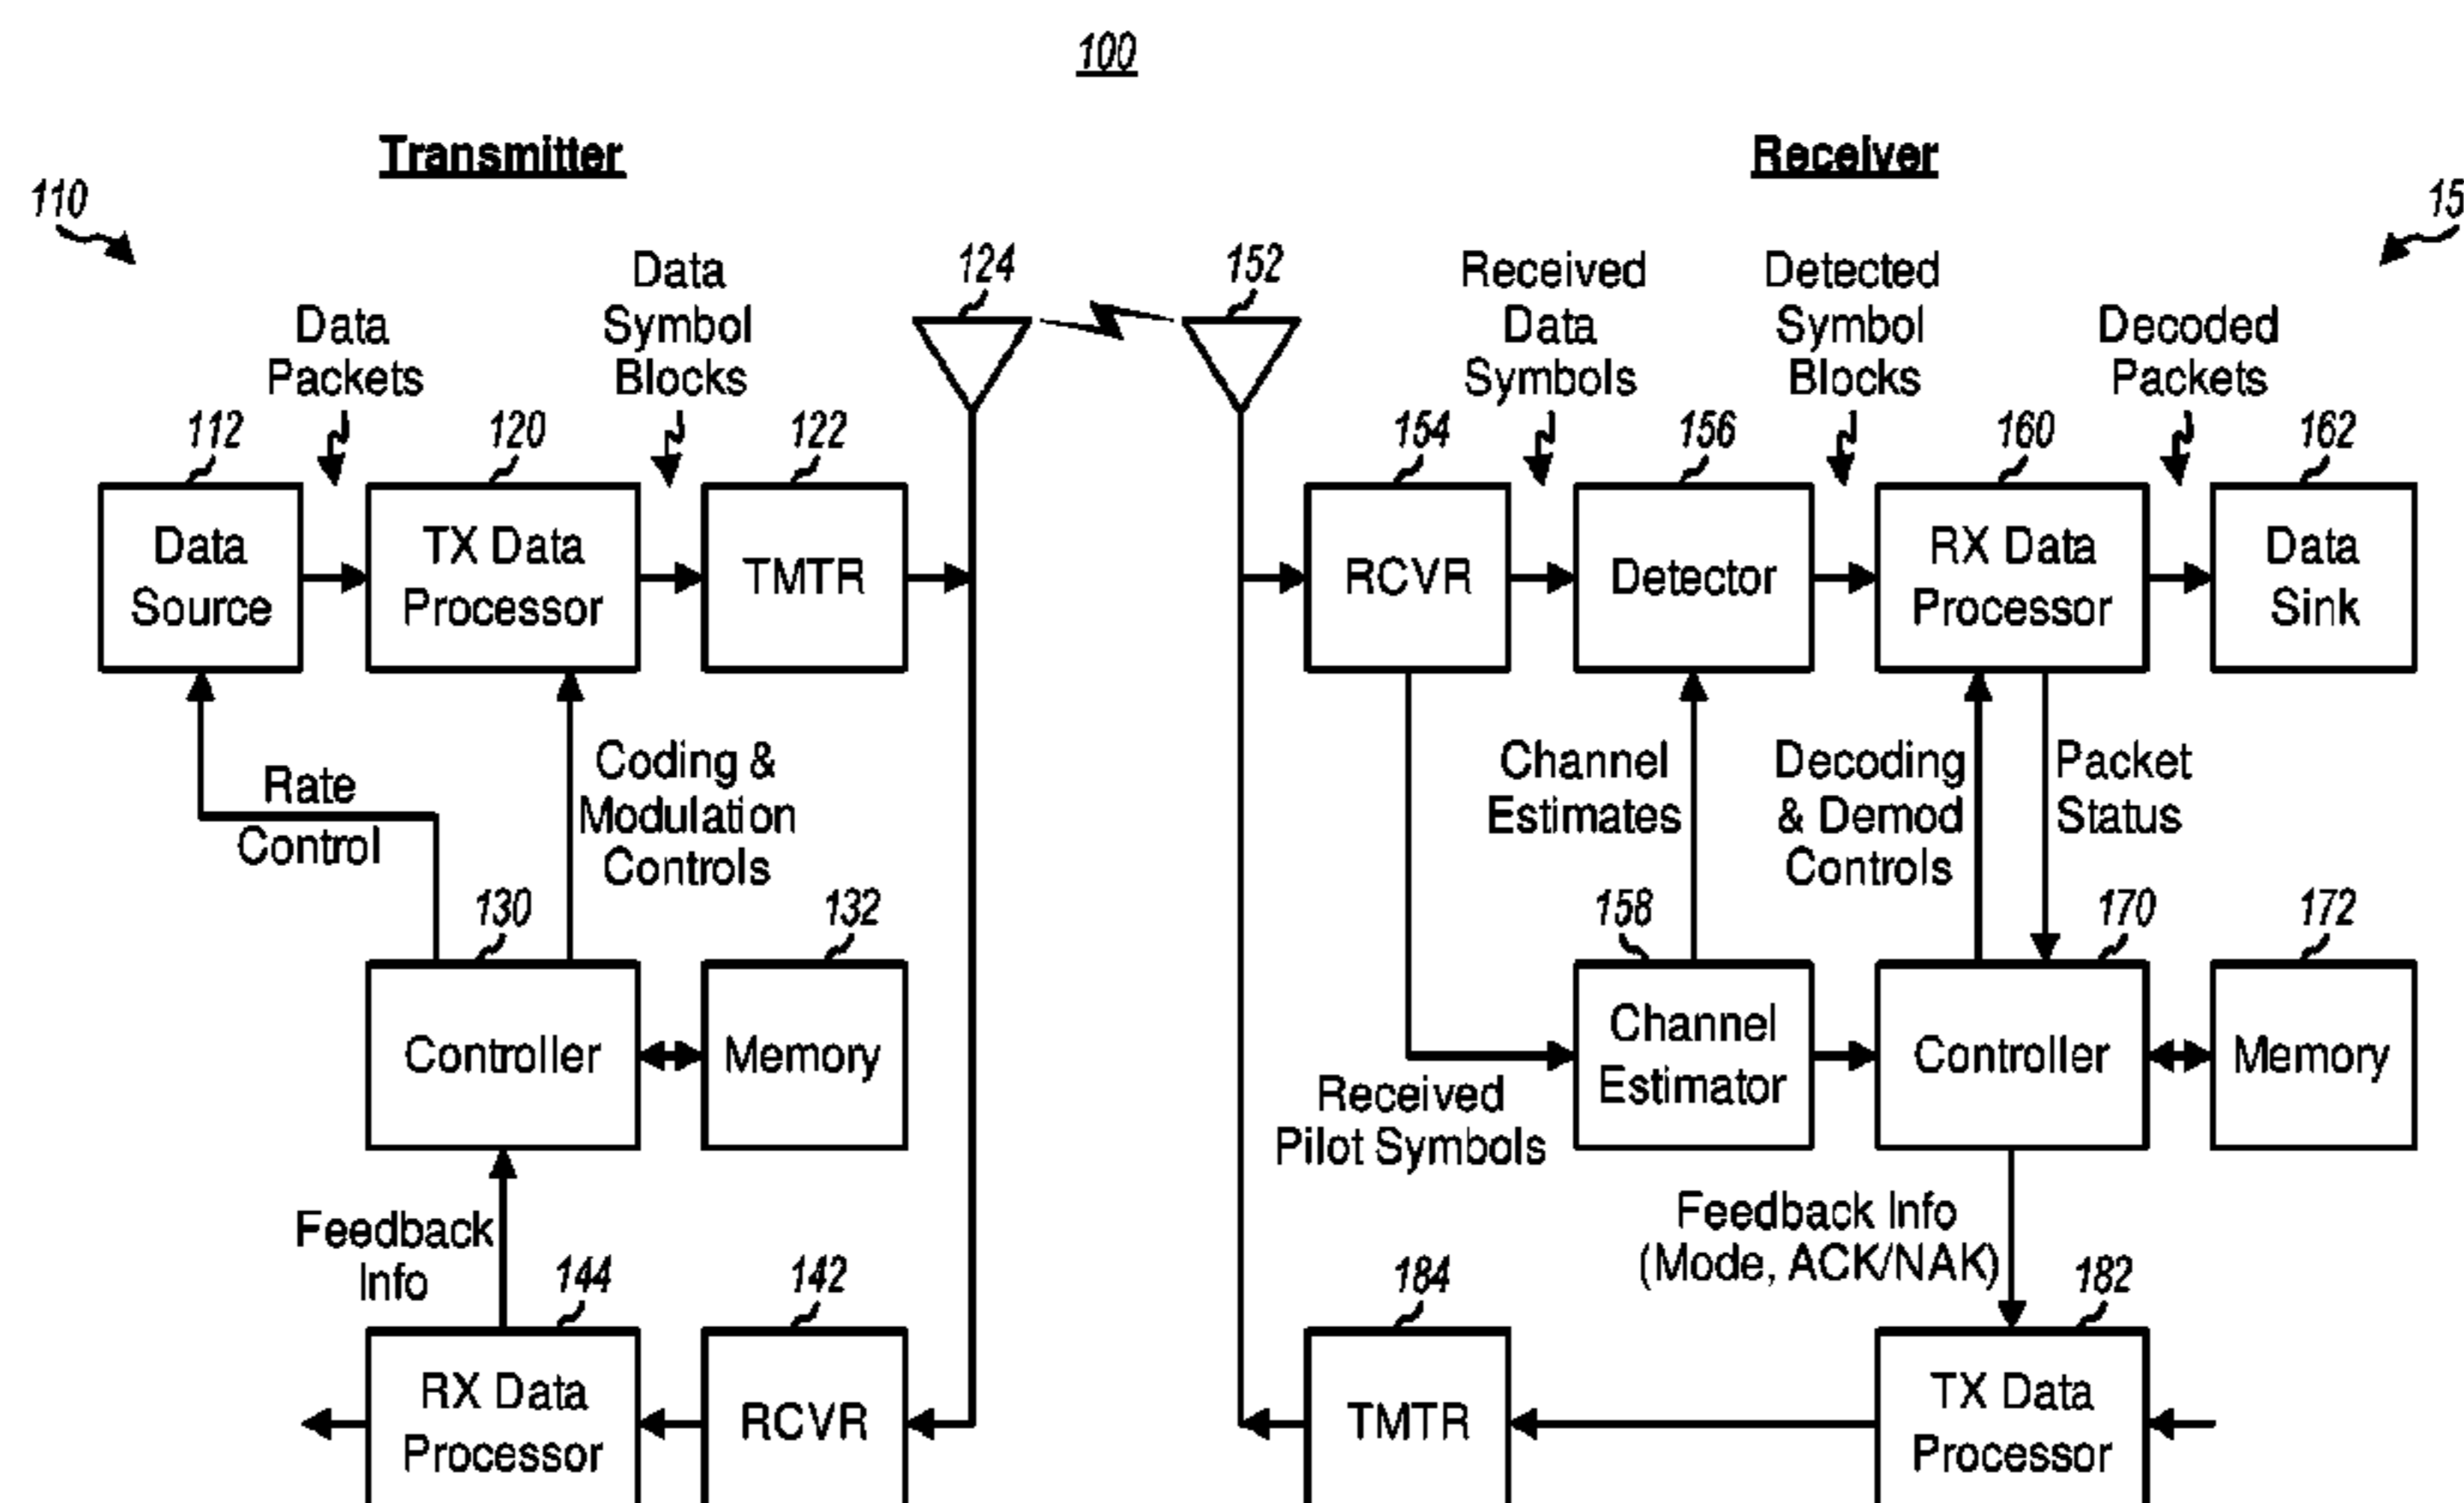 100
Transmitter
Receiver
110
15
Data
Packets
Data
Symbol
Blocks
124
152
Received
Data
Symbols
Detected
Symbol
Blocks
Decoded
Packets
112
120
122
154
156
160
162
Data
Source
TX Data
Processor
TMTR
RCVR
Detector
RX Data
Processor
Data
Sink
Rate
Control
Coding &
Modulation
Controls
Channel
Estimates
Decoding
& Demod
Controls
Packet
Status
130
132
158
170
172
Controller
Memory
Channel
Estimator
Controller
Memory
Received
Pilot Symbols
Feedback
Info
Feedback Info
(Mode, ACK/NAK)
144
142
184
182
RX Data
Processor
RCVR
TMTR
TX Data
Processor